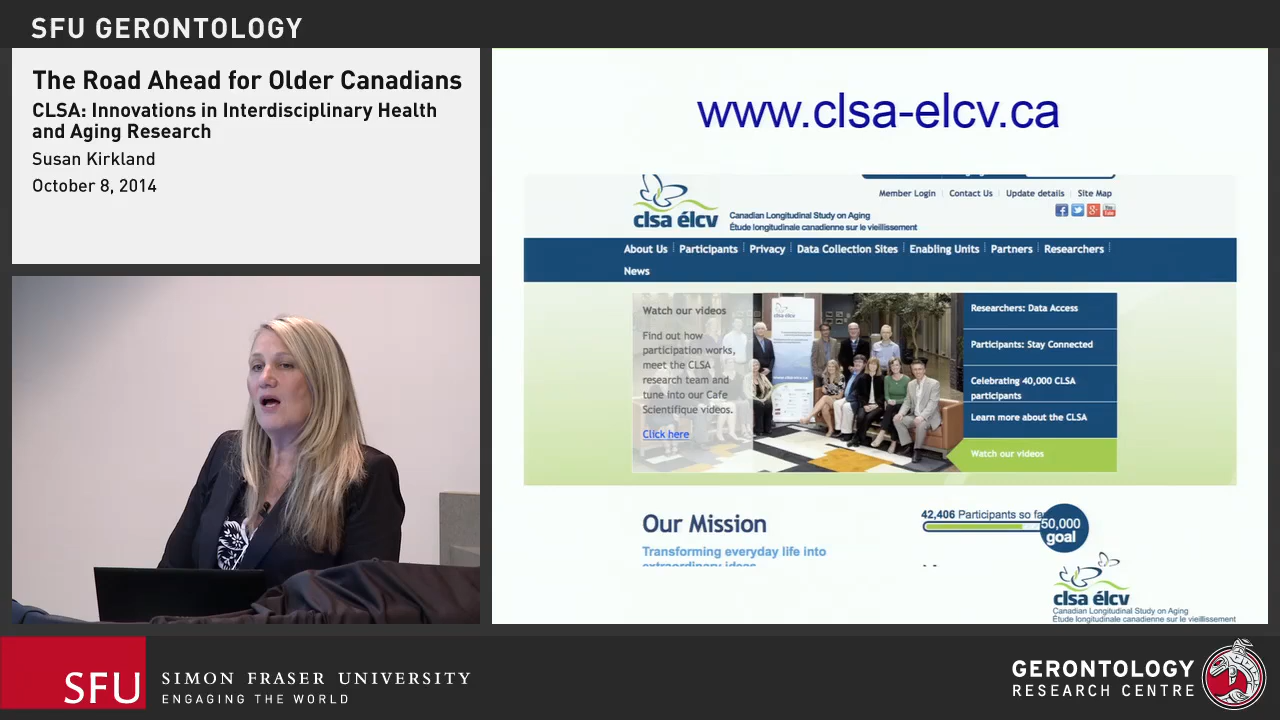 SFU GERONTOLOGY
The Road Ahead for Older Canadians
CLSA: Innovations in Interdisciplinary Health
and Aging Research
Susan Kirkland
October 8, 2014
www.clsa-elcv.ca
Member Login
Contact Us
Update details
Site Map
clsa élcv
Canadian Longitudinal Study on Aging
Étude longitudinale canadienne sur le vieillissement
About Us
Participants
Privacy
Data Collection Sites
Enabling Units
Partners
Researchers
News
Watch our videos
Find out how
participation works,
meet the CLSA
research team and
tune into our Cafe
Scientifique videos.
Click here
clsa élcv
Researchers: Data Access
Participants: Stay Connected
Celebrating 40,000 CLSA
participants
Learn more about the CLSA
Watch our videos
Our Mission
Transforming everyday life into
extraordinary ideas
42,406 Participants so far
50,000
goal
clsa élcv
Canadian Longitudinal Study on Aging
Étude longitudinale canadienne sur le vieillissement
SFU
SIMON FRASER UNIVERSITY
ENGAGING THE WORLD
GERONTOLOGY
RESEARCH CENTRE